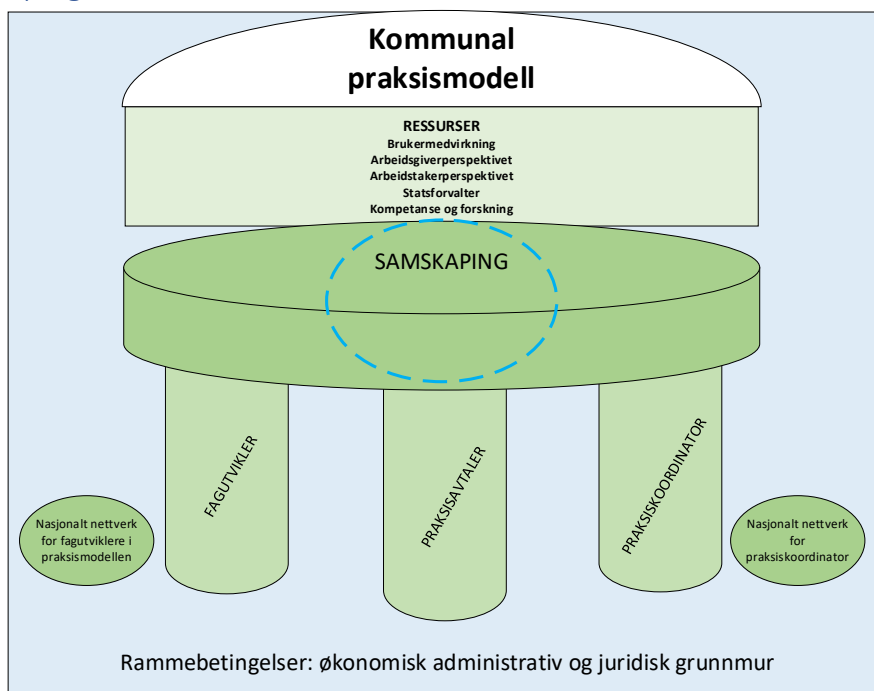 Kommunal
praksismodell
RESSURSER
Brukermedvirkning
Arbeidsgiverperspektivet
Arbeidstakerperspektivet
Statsforvalter
Kompetanse og forskning
SAMSKAPING
FAGUTVIKLER
PRAKSISAVTALER
PRAKSISKOORDINATOR
Nasjonalt nettverk
for fagutviklere i
praksismodellen
Nasjonalt nettverk
for
praksiskoordinator
Rammebetingelser: økonomisk administrativ og juridisk grunnmur